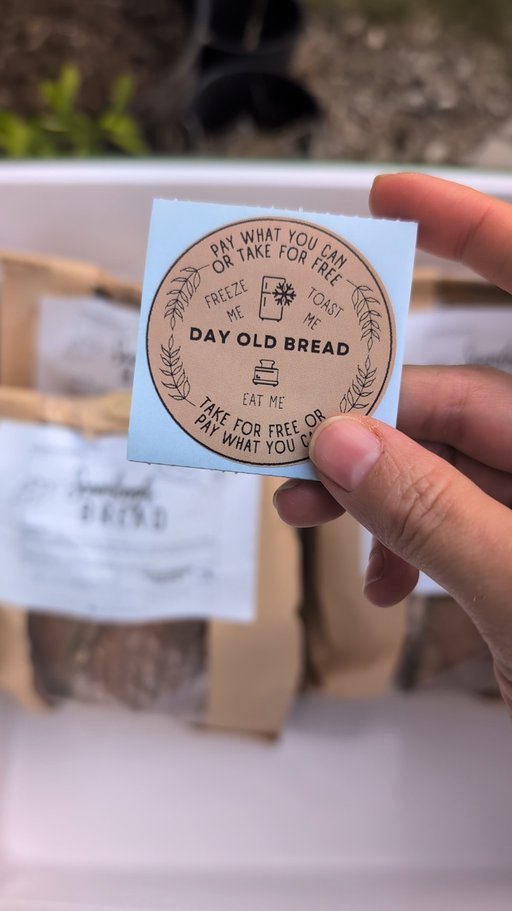 PAY WHAT YOU CAN
OR TAKE FOR FREE
FREEZE
ME
TOAST
ME
DAY OLD BREAD
EAT ME
TAKE FOR FREE OR
PAY WHAT YOU
BREAD